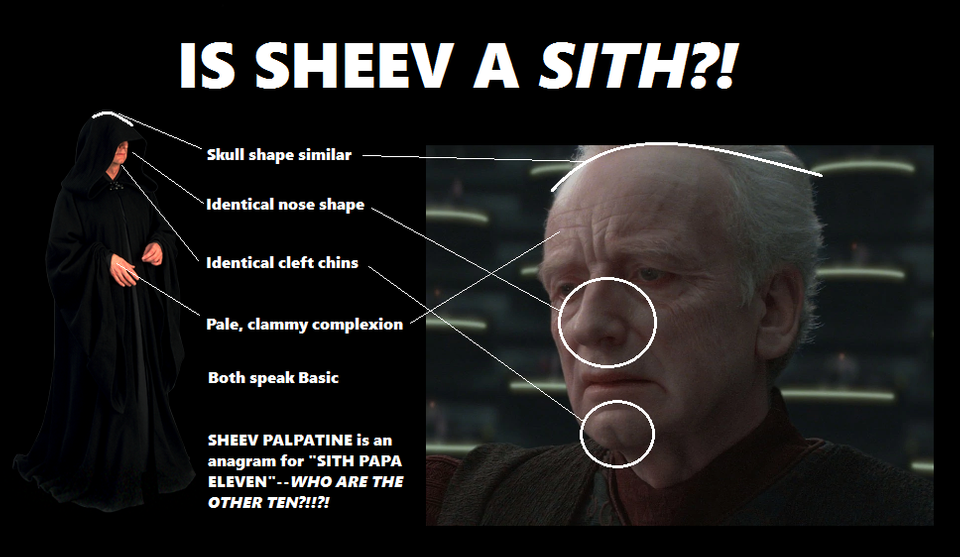 IS SHEEV A SITH?!
Skull shape similar
Identical nose shape
Identical cleft chins
Pale, clammy complexion
Both speak Basic
SHEEV PALPATINE is an
anagram for "SITH PAPA
ELEVEN"--WHO ARE THE
OTHER TEN?!!?!